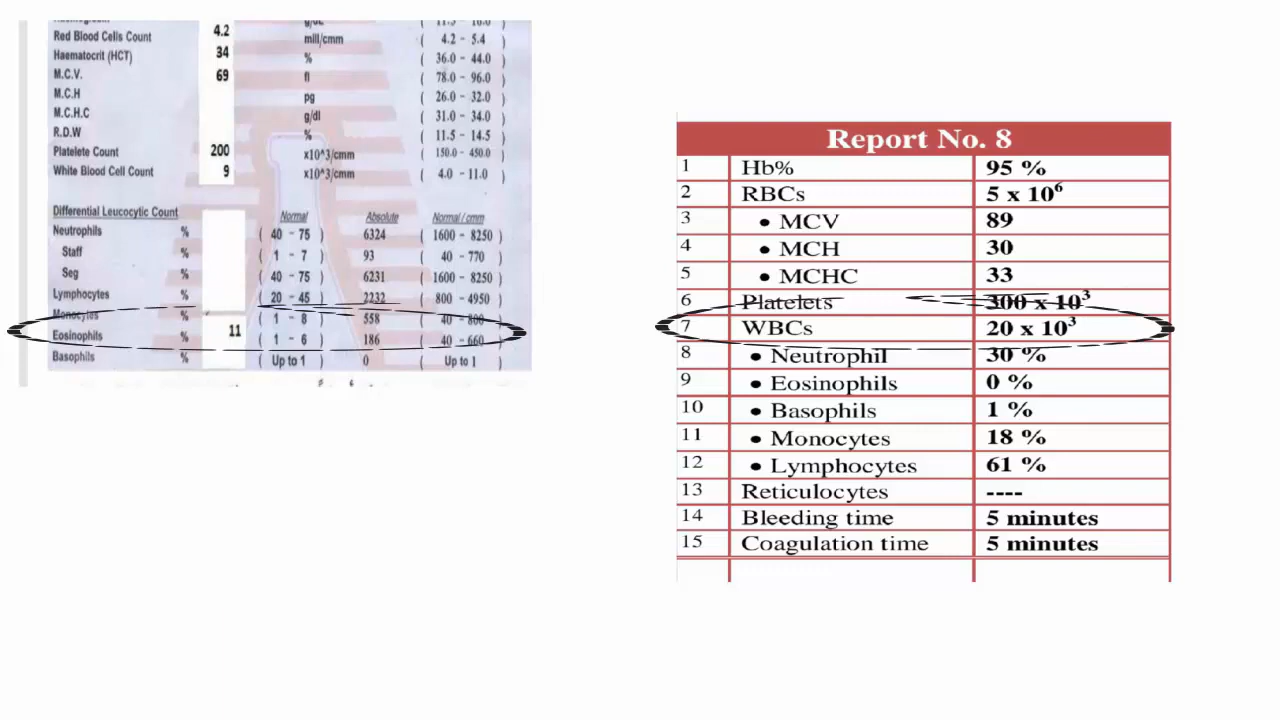 g/dL ( 11.5 - 16.0 )
Red Blood Cells Count 4.2 mill/cmm ( 4.2 - 5.4 )
Haematocrit (HCT) 34 % ( 36.0 - 44.0 )
M.C.V. 69 fl ( 78.0 - 96.0 )
M.C.H pg ( 26.0 - 32.0 )
M.C.H.C g/dl ( 31.0 - 34.0 )
R.D.W % ( 11.5 - 14.5 )
Platelete Count 200 x10^3/cmm ( 150.0 - 450.0 )
White Blood Cell Count 9 x10^3/cmm ( 4.0 - 11.0 )
Differential Leucocytic Count Normal Absolute Normal / cmm
Neutrophils % ( 40 - 75 ) 6324 ( 1600 - 8250 )
Staff % ( 1 - 7 ) 93 ( 40 - 770 )
Seg % ( 40 - 75 ) 6231 ( 1600 - 8250 )
Lymphocytes % ( 20 - 45 ) 2232 ( 800 - 4950 )
Monocytes % ( 1 - 8 ) 558 ( 40 - 800 )
Eosinophils % 11 ( 1 - 6 ) 186 ( 40 - 660 )
Basophils % ( Up to 1 ) 0 ( Up to 1 )
Report No. 8
1 Hb% 95 %
2 RBCs 5 x 10⁶
3 • MCV 89
4 • MCH 30
5 • MCHC 33
6 Platelets 300 x 10³
7 WBCs 20 x 10³
8 • Neutrophil 30 %
9 • Eosinophils 0 %
10 • Basophils 1 %
11 • Monocytes 18 %
12 • Lymphocytes 61 %
13 Reticulocytes ----
14 Bleeding time 5 minutes
15 Coagulation time 5 minutes